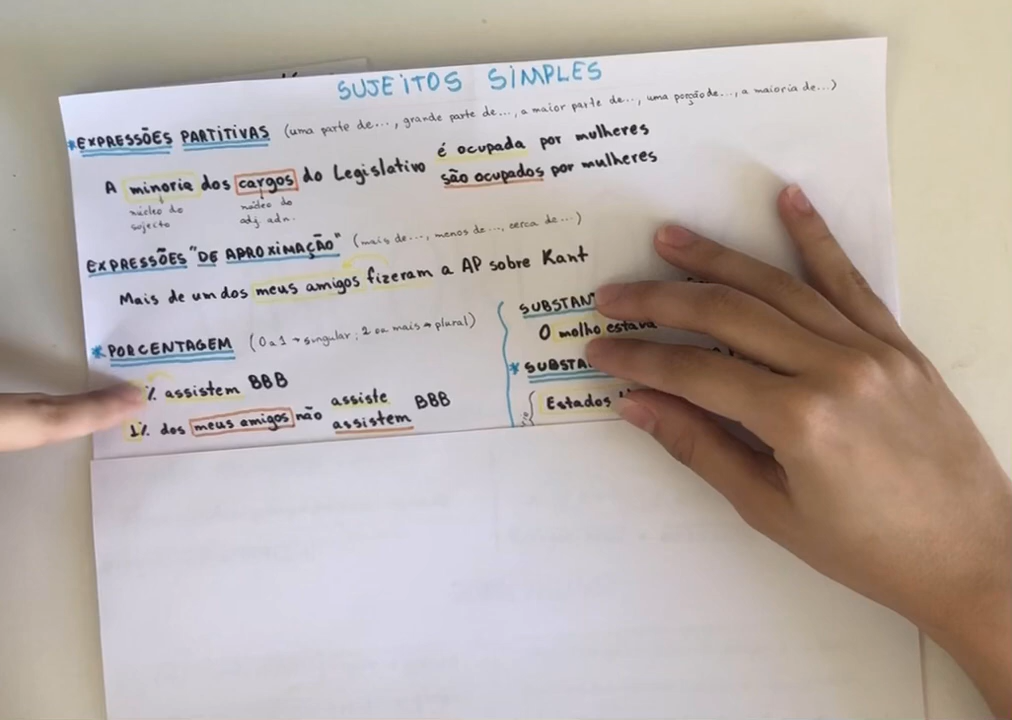 SUJEITOS SIMPLES
*EXPRESSÕES PARTITIVAS (uma parte de..., grande parte de..., a maior parte de..., uma porção de..., a maioria de...)
A minoria dos cargos do Legislativo é ocupada por mulheres
são ocupados por mulheres
núcleo do sujeito
núcleo do adj. adn.
EXPRESSÕES "DE APROXIMAÇÃO" (mais de..., menos de..., cerca de...)
Mais de um dos meus amigos fizeram a AP sobre Kant
*PORCENTAGEM (0 a 1 → singular; 2 ou mais → plural)
% assistem BBB
1% dos meus amigos não assiste BBB
assistem
O molho estava
*
Estados